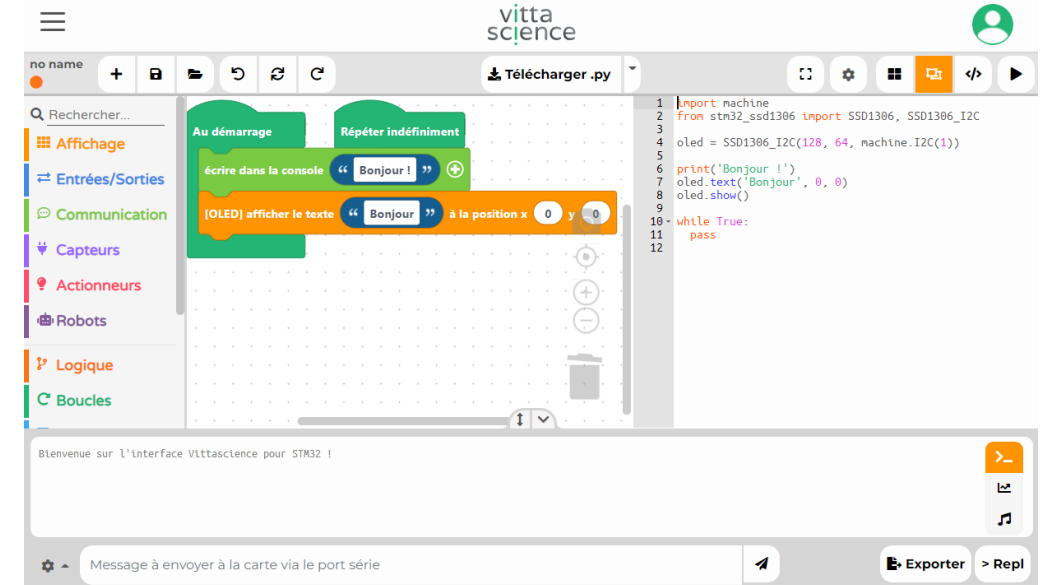 vitta
science
no name
Télécharger .py
Rechercher...
Affichage
Entrées/Sorties
Communication
Capteurs
Actionneurs
Robots
Logique
Boucles
Au démarrage
Répéter indéfiniment
écrire dans la console “ Bonjour ! ”
[OLED] afficher le texte “ Bonjour ” à la position x 0 y 0
1 import machine
2 from stm32_ssd1306 import SSD1306, SSD1306_I2C
3
4 oled = SSD1306_I2C(128, 64, machine.I2C(1))
5
6 print('Bonjour !')
7 oled.text('Bonjour', 0, 0)
8 oled.show()
9
10 while True:
11   pass
12
Bienvenue sur l'interface Vittascience pour STM32 !
Message à envoyer à la carte via le port série
Exporter
> Repl